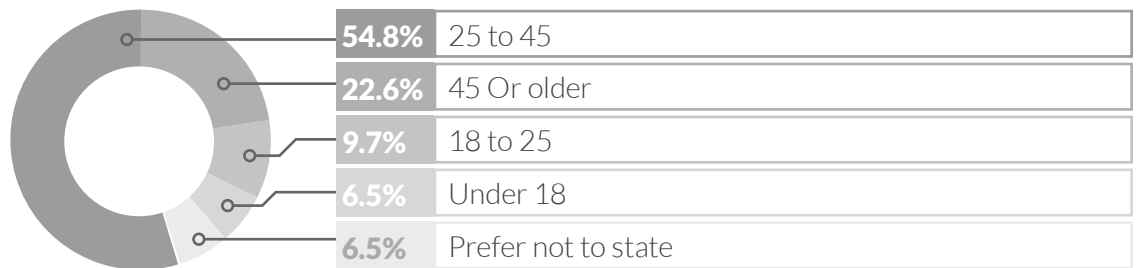 54.8% 25 to 45
22.6% 45 Or older
9.7% 18 to 25
6.5% Under 18
6.5% Prefer not to state